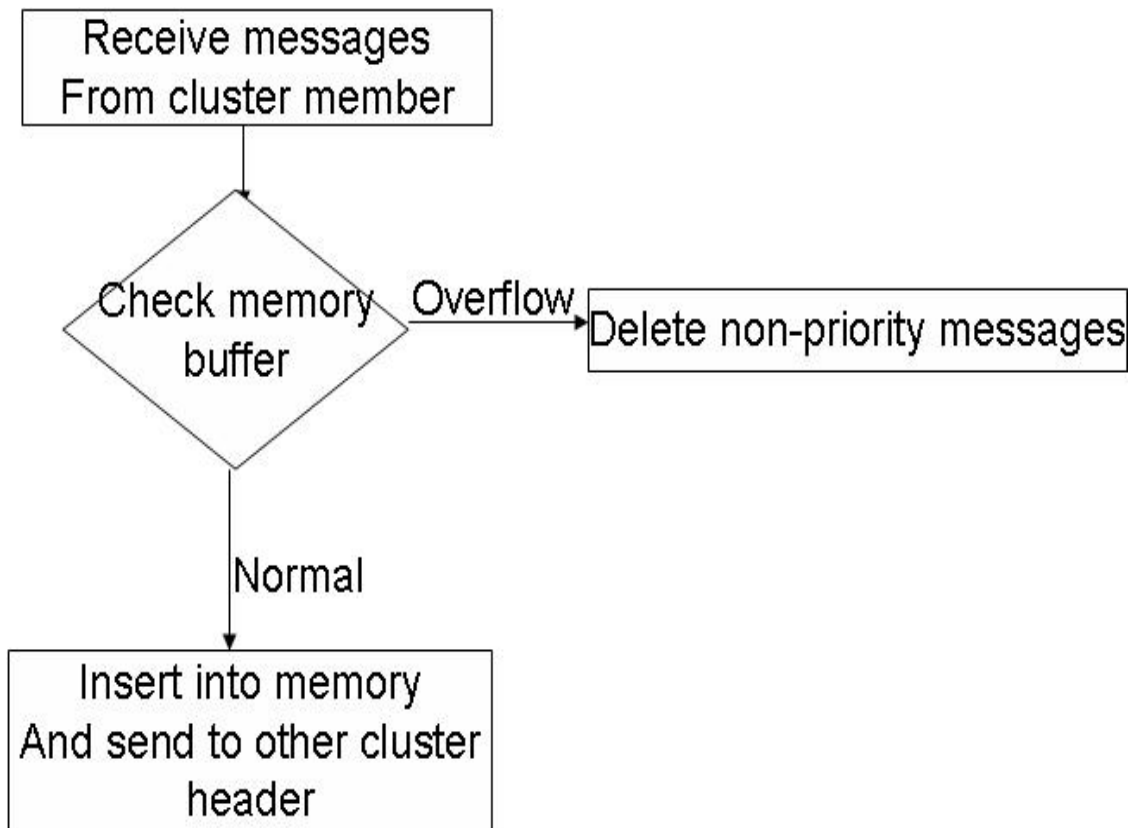 Receive messages
From cluster member
Check memory
buffer
Overflow
Delete non-priority messages
Normal
Insert into memory
And send to other cluster
header